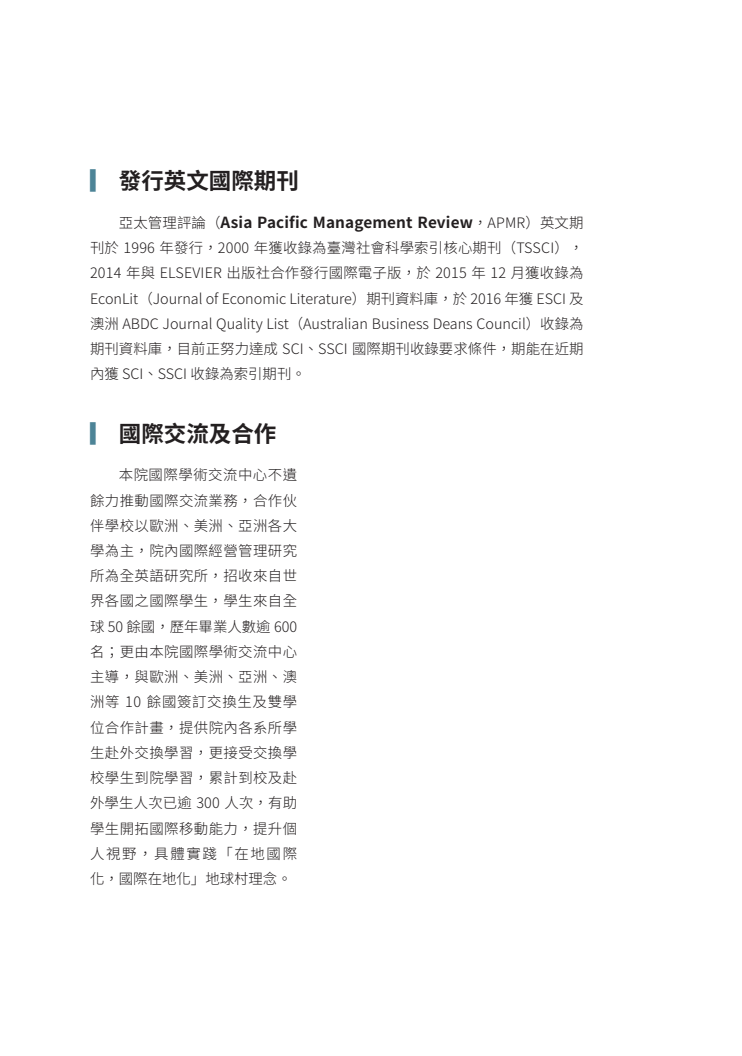 發行英文國際期刊
亞太管理評論（Asia Pacific Management Review，APMR）英文期
刊於 1996 年發行，2000 年獲收錄為臺灣社會科學索引核心期刊（TSSCI），
2014 年與 ELSEVIER 出版社合作發行國際電子版，於 2015 年 12 月獲收錄為
EconLit（Journal of Economic Literature）期刊資料庫，於 2016 年獲 ESCI 及
澳洲 ABDC Journal Quality List（Australian Business Deans Council）收錄為
期刊資料庫，目前正努力達成 SCI、SSCI 國際期刊收錄要求條件，期能在近期
內獲 SCI、SSCI 收錄為索引期刊。
國際交流及合作
本院國際學術交流中心不遺
餘力推動國際交流業務，合作伙
伴學校以歐洲、美洲、亞洲各大
學為主，院內國際經營管理研究
所為全英語研究所，招收來自世
界各國之國際學生，學生來自全
球 50 餘國，歷年畢業人數逾 600
名；更由本院國際學術交流中心
主導，與歐洲、美洲、亞洲、澳
洲等 10 餘國簽訂交換生及雙學
位合作計畫，提供院內各系所學
生赴外交換學習，更接受交換學
校學生到院學習，累計到校及赴
外學生人次已逾 300 人次，有助
學生開拓國際移動能力，提升個
人視野，具體實踐「在地國際
化，國際在地化」地球村理念。